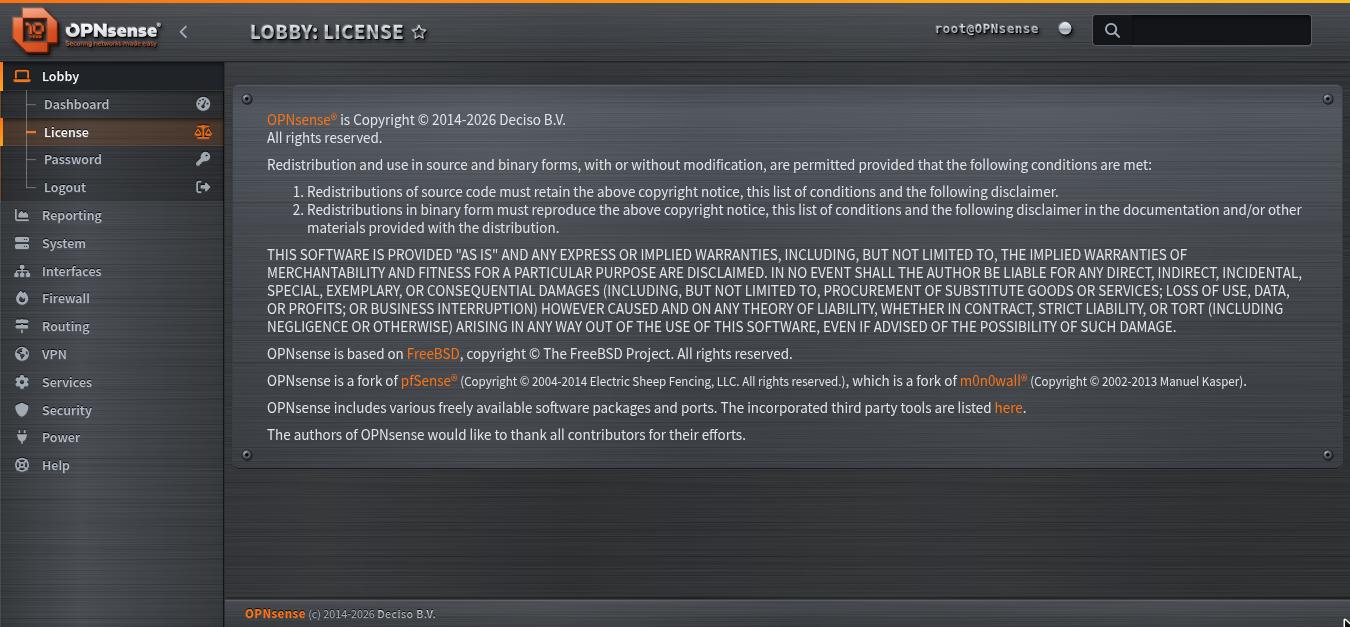 10
OPNsense®
Securing networks made easy
LOBBY: LICENSE
root@OPNsense
Lobby
Dashboard
License
Password
Logout
Reporting
System
Interfaces
Firewall
Routing
VPN
Services
Security
Power
Help
OPNsense® is Copyright © 2014-2026 Deciso B.V.
All rights reserved.
Redistribution and use in source and binary forms, with or without modification, are permitted provided that the following conditions are met:
1. Redistributions of source code must retain the above copyright notice, this list of conditions and the following disclaimer.
2. Redistributions in binary form must reproduce the above copyright notice, this list of conditions and the following disclaimer in the documentation and/or other
materials provided with the distribution.
THIS SOFTWARE IS PROVIDED "AS IS" AND ANY EXPRESS OR IMPLIED WARRANTIES, INCLUDING, BUT NOT LIMITED TO, THE IMPLIED WARRANTIES OF
MERCHANTABILITY AND FITNESS FOR A PARTICULAR PURPOSE ARE DISCLAIMED. IN NO EVENT SHALL THE AUTHOR BE LIABLE FOR ANY DIRECT, INDIRECT, INCIDENTAL,
SPECIAL, EXEMPLARY, OR CONSEQUENTIAL DAMAGES (INCLUDING, BUT NOT LIMITED TO, PROCUREMENT OF SUBSTITUTE GOODS OR SERVICES; LOSS OF USE, DATA,
OR PROFITS; OR BUSINESS INTERRUPTION) HOWEVER CAUSED AND ON ANY THEORY OF LIABILITY, WHETHER IN CONTRACT, STRICT LIABILITY, OR TORT (INCLUDING
NEGLIGENCE OR OTHERWISE) ARISING IN ANY WAY OUT OF THE USE OF THIS SOFTWARE, EVEN IF ADVISED OF THE POSSIBILITY OF SUCH DAMAGE.
OPNsense is based on FreeBSD, copyright © The FreeBSD Project. All rights reserved.
OPNsense is a fork of pfSense® (Copyright © 2004-2014 Electric Sheep Fencing, LLC. All rights reserved.), which is a fork of m0n0wall® (Copyright © 2002-2013 Manuel Kasper).
OPNsense includes various freely available software packages and ports. The incorporated third party tools are listed here.
The authors of OPNsense would like to thank all contributors for their efforts.
OPNsense (c) 2014-2026 Deciso B.V.